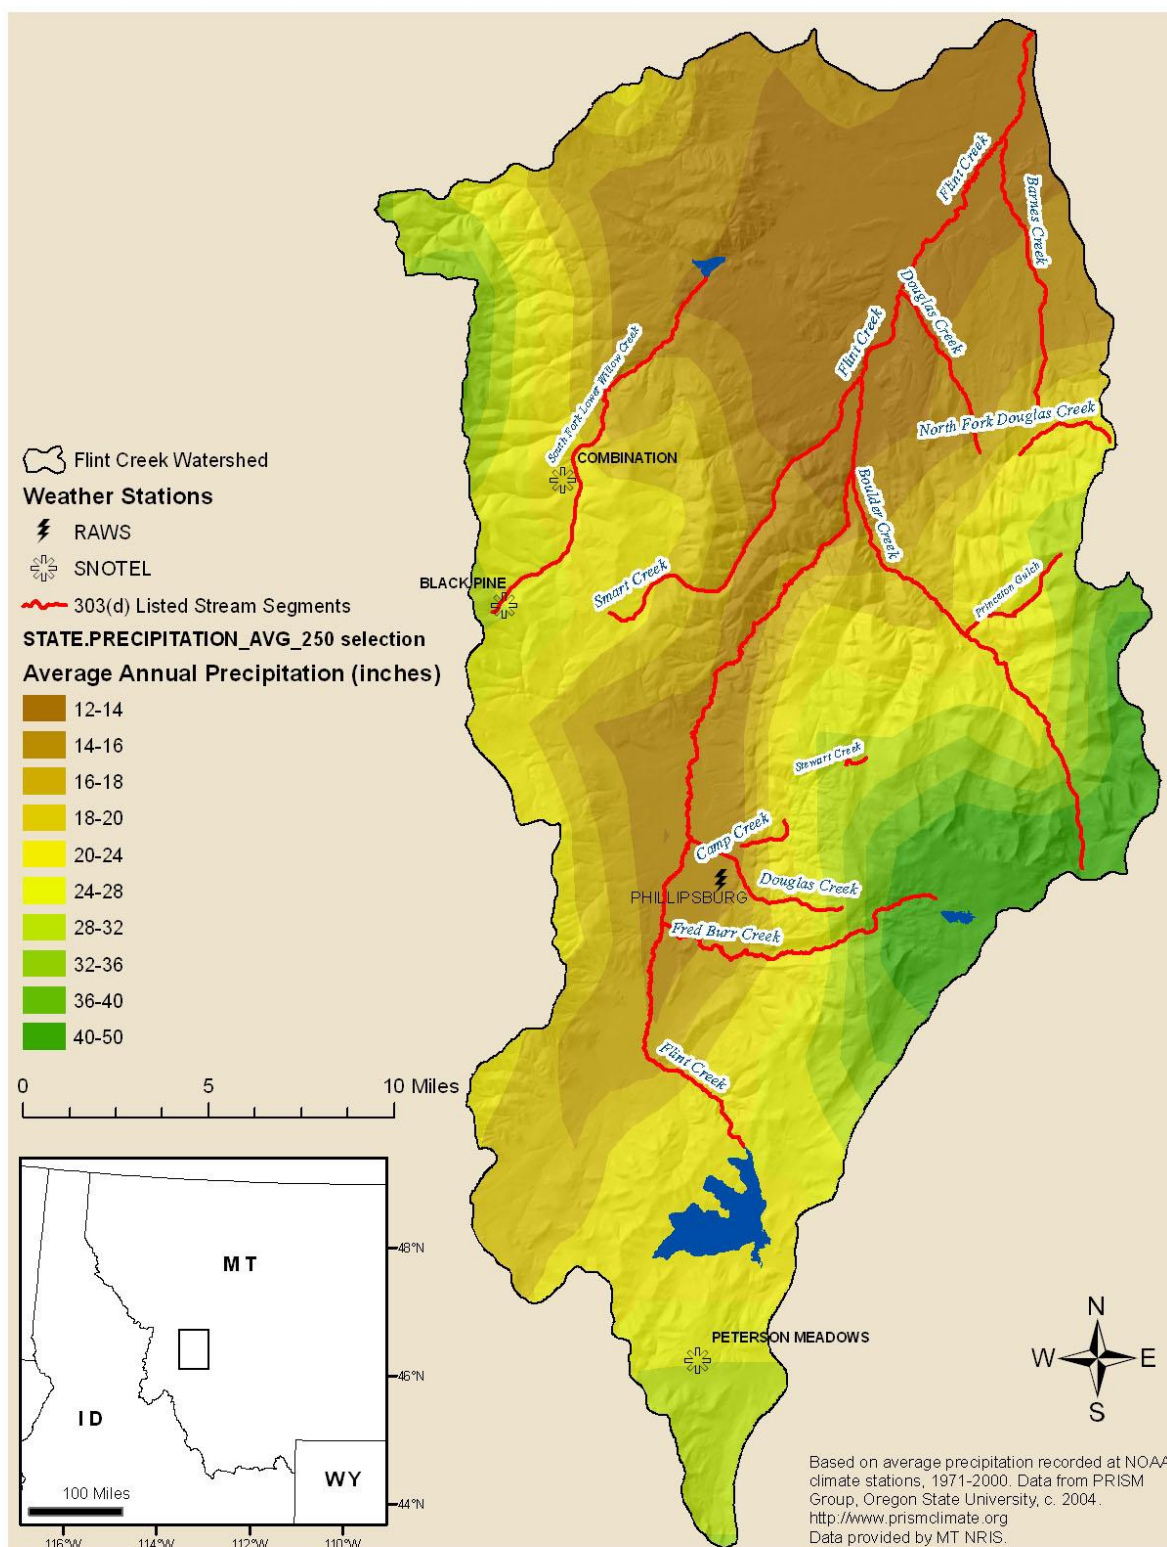 Flint Creek
Barnes Creek
Douglas Creek
Flint Creek
South Fork Lower Willow Creek
North Fork Douglas Creek
COMBINATION
Boulder Creek
Princeton Gulch
BLACK PINE
Smart Creek
Stewart Creek
Camp Creek
PHILLIPSBURG
Douglas Creek
Fred Burr Creek
Flint Creek
PETERSON MEADOWS
Flint Creek Watershed
Weather Stations
RAWS
SNOTEL
303(d) Listed Stream Segments
STATE.PRECIPITATION_AVG_250 selection
Average Annual Precipitation (inches)
12-14
14-16
16-18
18-20
20-24
24-28
28-32
32-36
36-40
40-50
0 5 10 Miles
MT
ID
WY
48°N
46°N
44°N
100 Miles
116°W 114°W 112°W 110°W
N
W E
S
Based on average precipitation recorded at NOAA
climate stations, 1971-2000. Data from PRISM
Group, Oregon State University, c. 2004.
http://www.prismclimate.org
Data provided by MT NRIS.